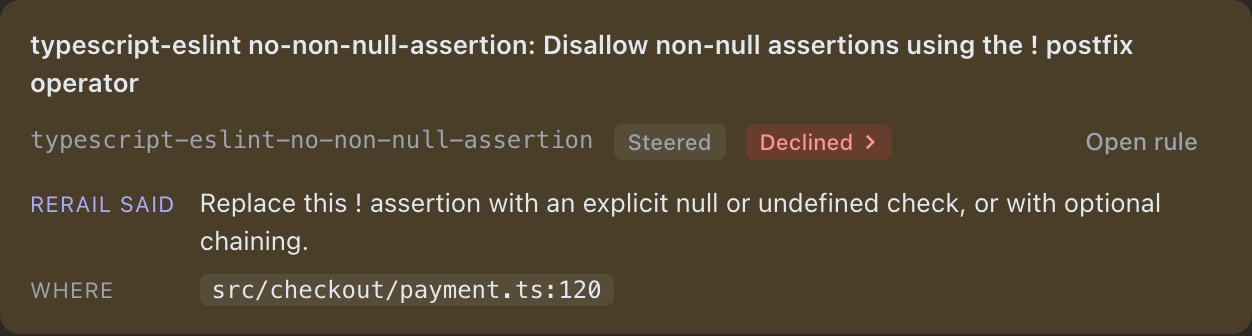 typescript-eslint no-non-null-assertion: Disallow non-null assertions using the ! postfix
operator
typescript-eslint-no-non-null-assertion Steered Declined > Open rule
RERAIL SAID Replace this ! assertion with an explicit null or undefined check, or with optional
chaining.
WHERE src/checkout/payment.ts:120